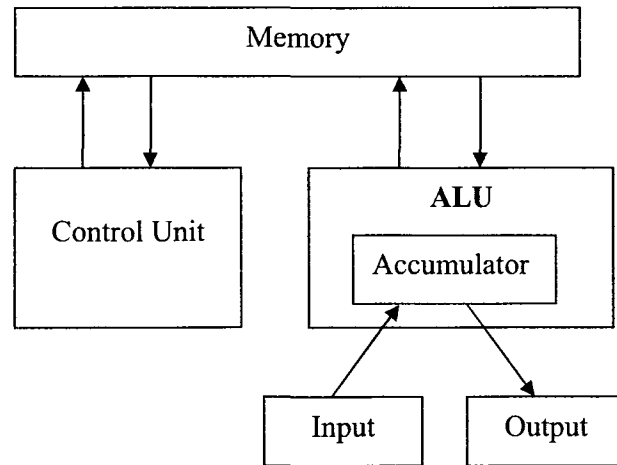 Memory
Control Unit
ALU
Accumulator
Input
Output